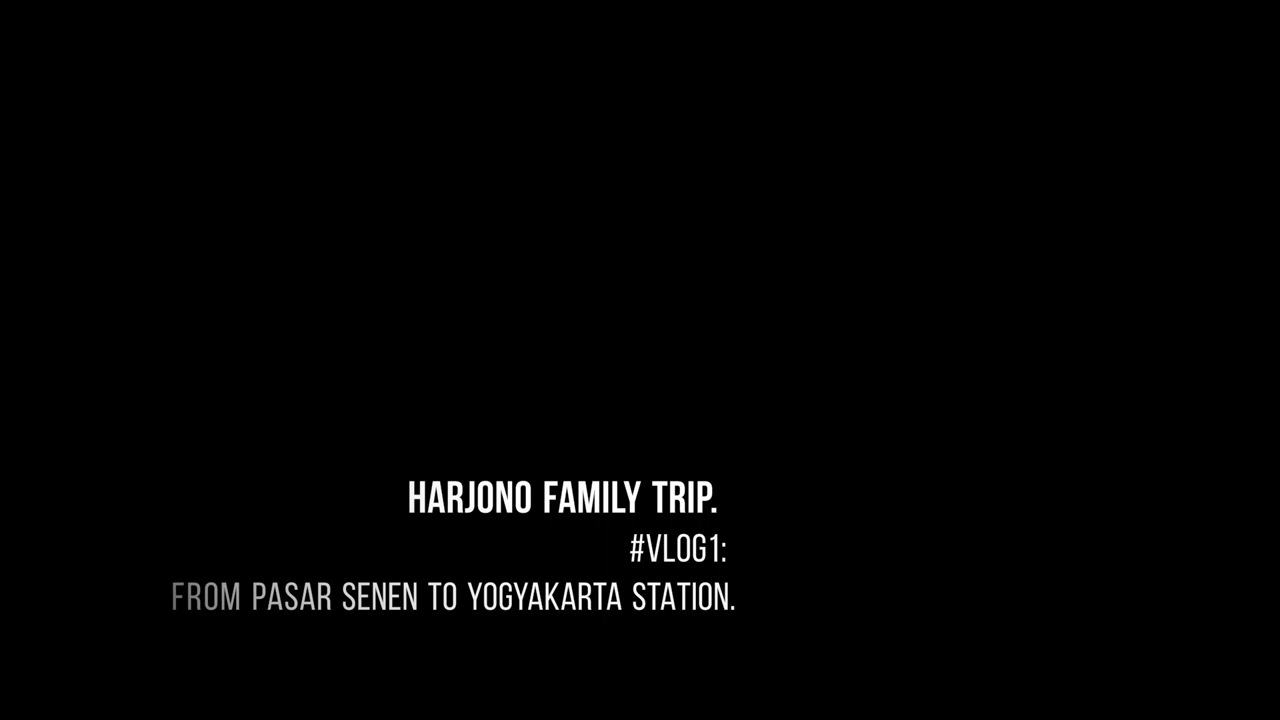 HARJONO FAMILY TRIP.
#VLOG1:
FROM PASAR SENEN TO YOGYAKARTA STATION.